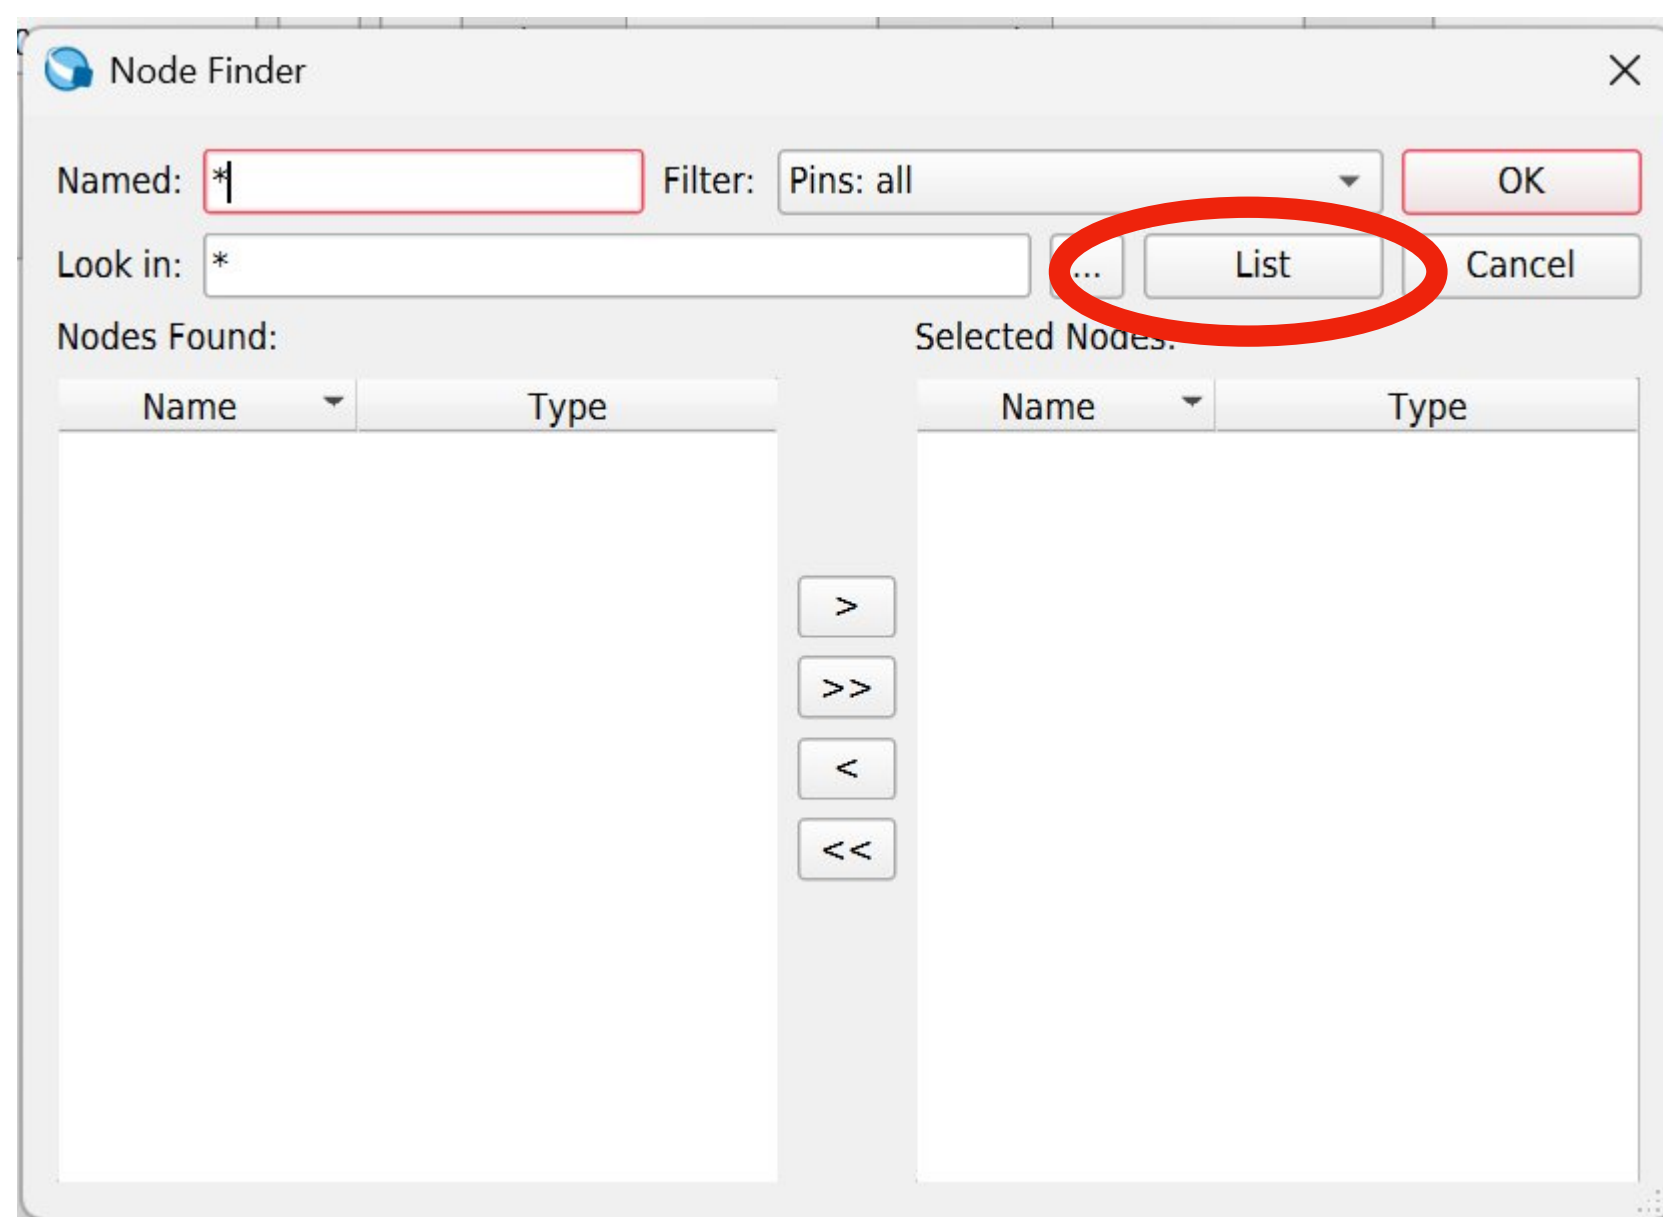 Node Finder
Named: * Filter: Pins: all OK
Look in: * ... List Cancel
Nodes Found: Selected Nodes:
Name Type Name Type
>
>>
<
<<